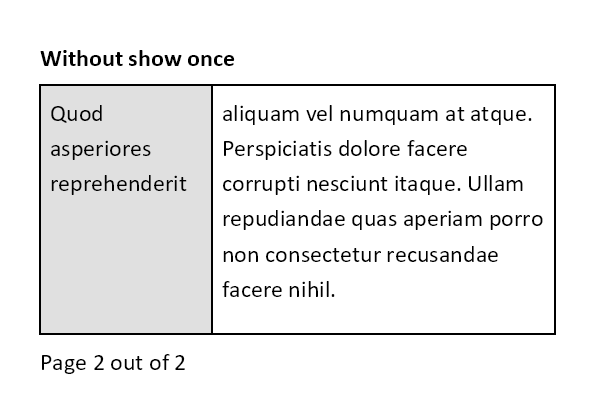 Without show once
Quod
asperiores
reprehenderit
aliquam vel numquam at atque.
Perspiciatis dolore facere
corrupti nesciunt itaque. Ullam
repudiandae quas aperiam porro
non consectetur recusandae
facere nihil.
Page 2 out of 2